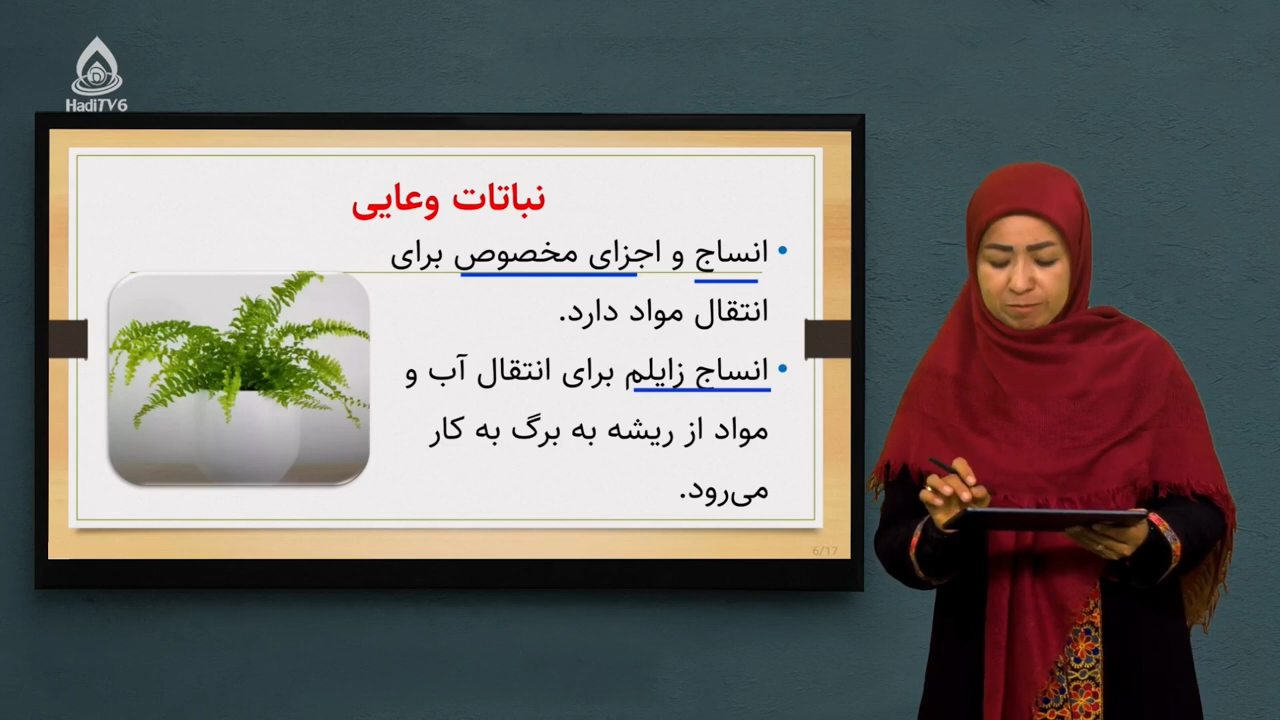 HadiTV6
نباتات وعایی
• انساج و اجزای مخصوص برای
انتقال مواد دارد.
• انساج زایلم برای انتقال آب و
مواد از ریشه به برگ به کار
می‌رود.
6/17